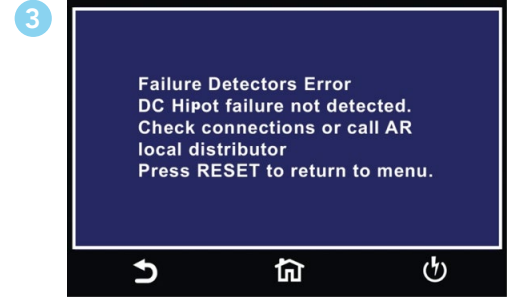 3
Failure Detectors Error
DC Hipot failure not detected.
Check connections or call AR
local distributor
Press RESET to return to menu.